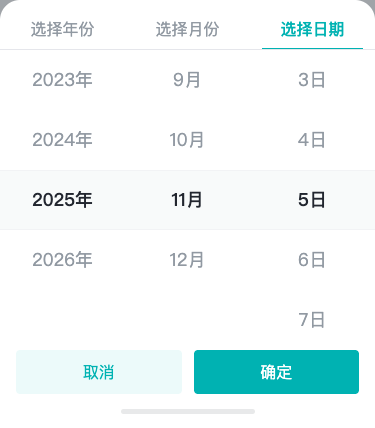 选择年份 选择月份 选择日期
2023年 9月 3日
2024年 10月 4日
2025年 11月 5日
2026年 12月 6日
7日
取消 确定